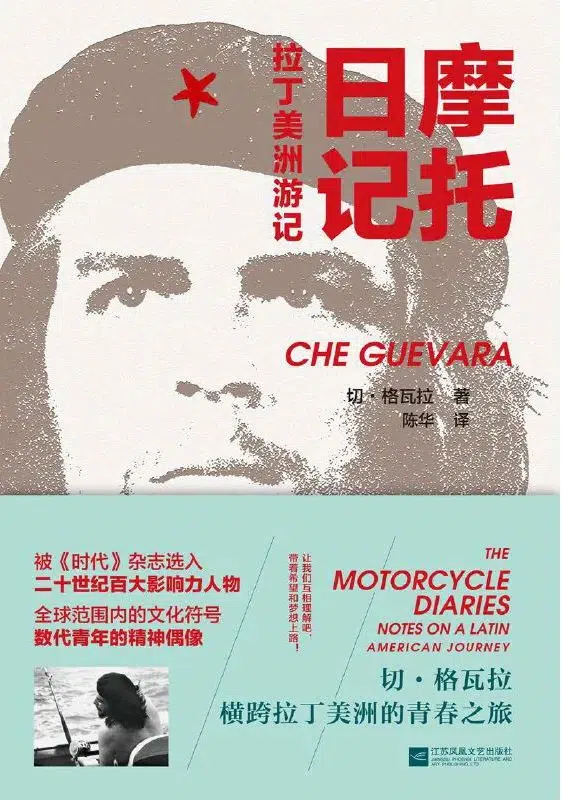 摩托
日记
拉丁美洲游记
CHE GUEVARA
切·格瓦拉 著
陈华 译
被《时代》杂志选入
二十世纪百大影响力人物
全球范围内的文化符号
数代青年的精神偶像
让我们互相理解吧,
带着希望和梦想上路!
THE
MOTORCYCLE
DIARIES
NOTES ON A LATIN
AMERICAN JOURNEY
切·格瓦拉
横跨拉丁美洲的青春之旅
江苏凤凰文艺出版社
JIANGSU PHOENIX LITERATURE AND
ART PUBLISHING, LTD